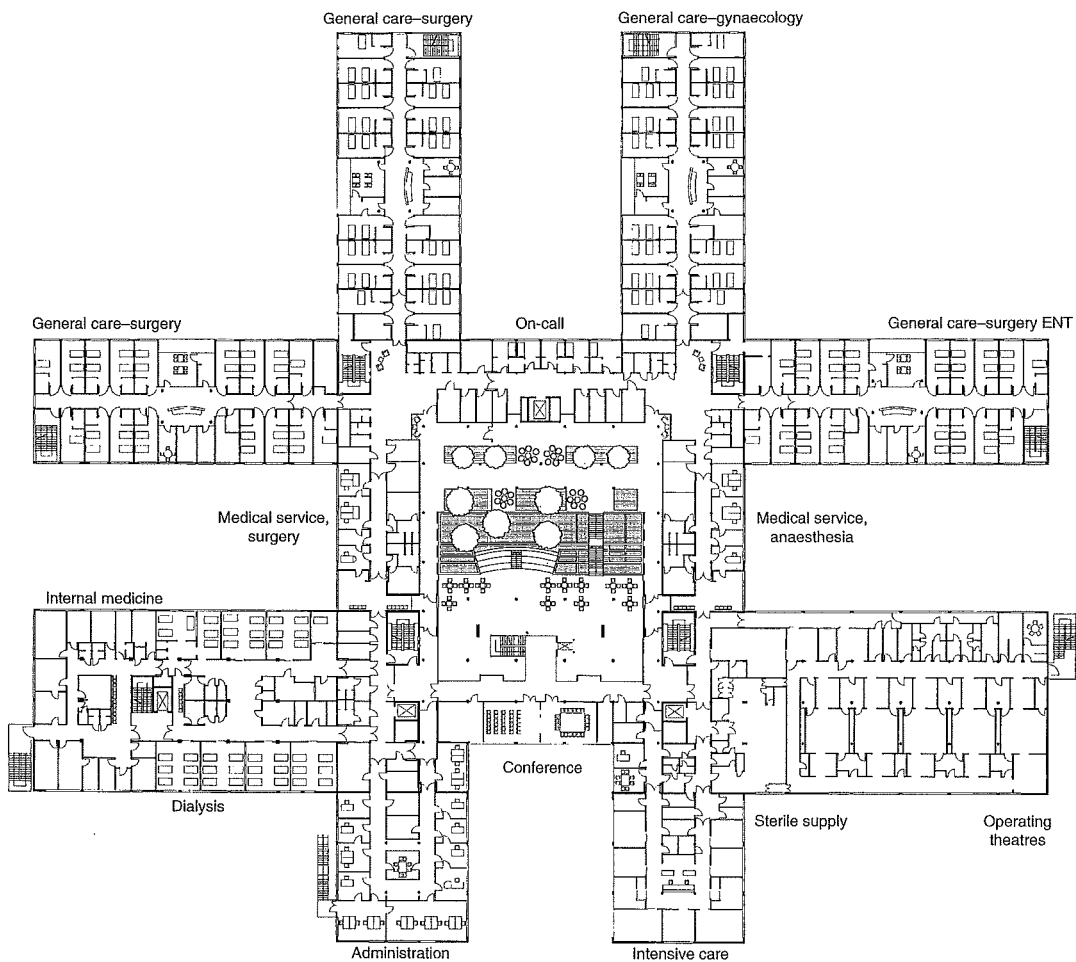 General care–surgery
General care–gynaecology
General care–surgery
On-call
General care–surgery ENT
Medical service,
surgery
Medical service,
anaesthesia
Internal medicine
Conference
Dialysis
Sterile supply
Operating
theatres
Administration
Intensive care